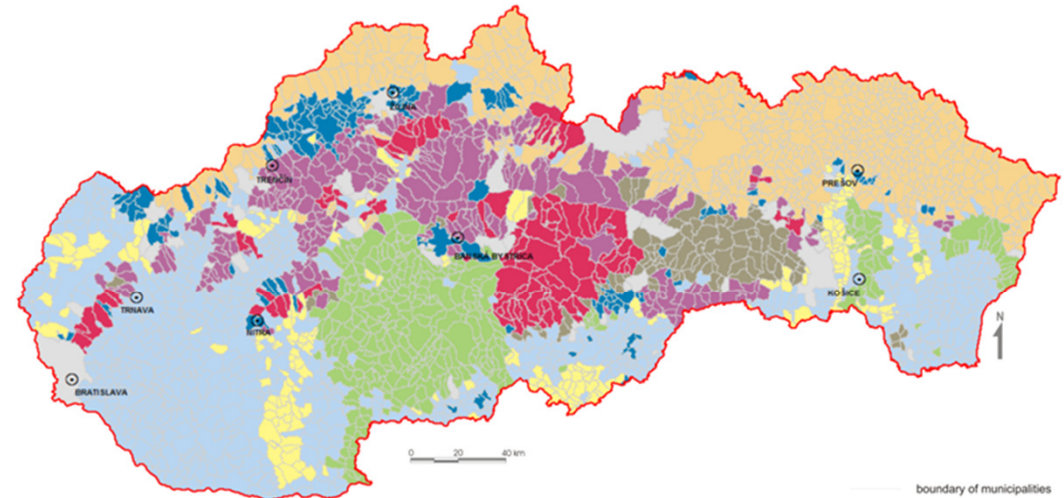 ŽILINA
TRENČÍN
PREŠOV
BANSKÁ BYSTRICA
KOŠICE
TRNAVA
NITRA
BRATISLAVA
N
0 20 40 km
boundary of municipalities